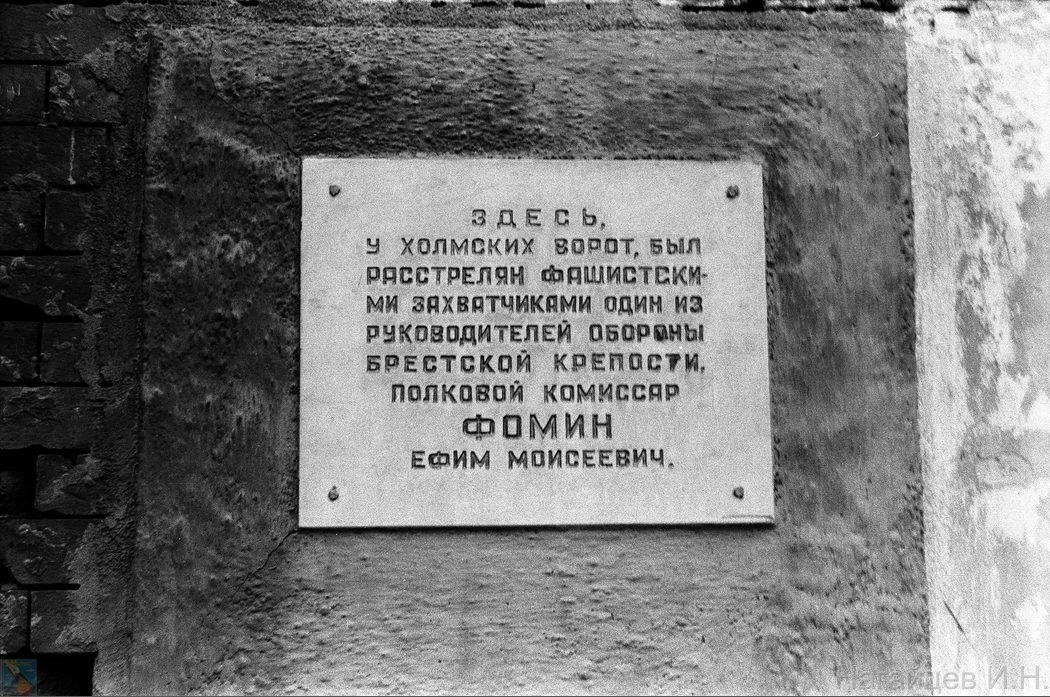 ЗДЕСЬ,
У ХОЛМСКИХ ВОРОТ, БЫЛ
РАССТРЕЛЯН ФАШИСТСКИ-
МИ ЗАХВАТЧИКАМИ ОДИН ИЗ
РУКОВОДИТЕЛЕЙ ОБОРОНЫ
БРЕСТСКОЙ КРЕПОСТИ,
ПОЛКОВОЙ КОМИССАР
ФОМИН
ЕФИМ МОИСЕЕВИЧ.
И.Н.